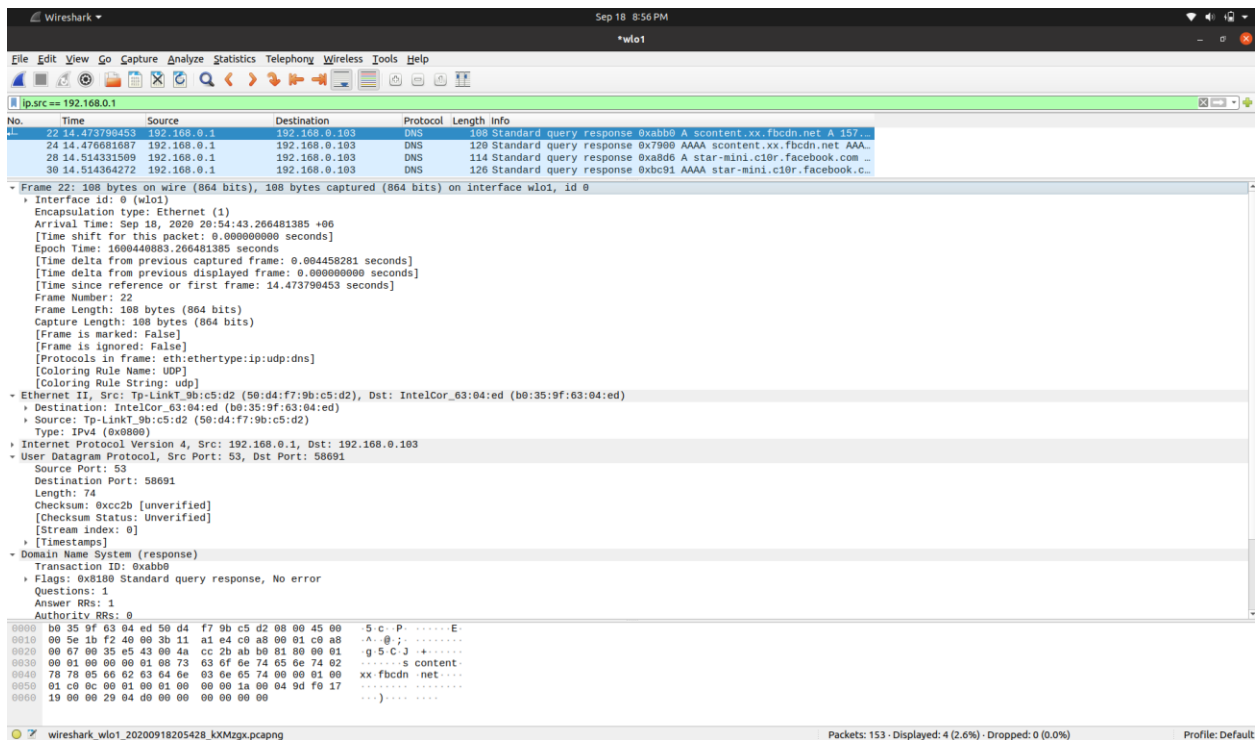 Wireshark
Sep 18 8:56 PM
*wlo1
File Edit View Go Capture Analyze Statistics Telephony Wireless Tools Help
ip.src == 192.168.0.1
No. Time Source Destination Protocol Length Info
22 14.473790453 192.168.0.1 192.168.0.103 DNS 108 Standard query response 0xabb0 A scontent.xx.fbcdn.net A 157.…
24 14.476681687 192.168.0.1 192.168.0.103 DNS 120 Standard query response 0x7900 AAAA scontent.xx.fbcdn.net AAA…
28 14.514331509 192.168.0.1 192.168.0.103 DNS 114 Standard query response 0xa8d6 A star-mini.c10r.facebook.com …
30 14.514364272 192.168.0.1 192.168.0.103 DNS 126 Standard query response 0xbc91 AAAA star-mini.c10r.facebook.c…
Frame 22: 108 bytes on wire (864 bits), 108 bytes captured (864 bits) on interface wlo1, id 0
Interface id: 0 (wlo1)
Encapsulation type: Ethernet (1)
Arrival Time: Sep 18, 2020 20:54:43.266481385 +06
[Time shift for this packet: 0.000000000 seconds]
Epoch Time: 1600440883.266481385 seconds
[Time delta from previous captured frame: 0.004458281 seconds]
[Time delta from previous displayed frame: 0.000000000 seconds]
[Time since reference or first frame: 14.473790453 seconds]
Frame Number: 22
Frame Length: 108 bytes (864 bits)
Capture Length: 108 bytes (864 bits)
[Frame is marked: False]
[Frame is ignored: False]
[Protocols in frame: eth:ethertype:ip:udp:dns]
[Coloring Rule Name: UDP]
[Coloring Rule String: udp]
Ethernet II, Src: Tp-LinkT_9b:c5:d2 (50:d4:f7:9b:c5:d2), Dst: IntelCor_63:04:ed (b0:35:9f:63:04:ed)
Destination: IntelCor_63:04:ed (b0:35:9f:63:04:ed)
Source: Tp-LinkT_9b:c5:d2 (50:d4:f7:9b:c5:d2)
Type: IPv4 (0x0800)
Internet Protocol Version 4, Src: 192.168.0.1, Dst: 192.168.0.103
User Datagram Protocol, Src Port: 53, Dst Port: 58691
Source Port: 53
Destination Port: 58691
Length: 74
Checksum: 0xcc2b [unverified]
[Checksum Status: Unverified]
[Stream index: 0]
[Timestamps]
Domain Name System (response)
Transaction ID: 0xabb0
Flags: 0x8180 Standard query response, No error
Questions: 1
Answer RRs: 1
Authority RRs: 0
0000 b0 35 9f 63 04 ed 50 d4 f7 9b c5 d2 08 00 45 00 ·5·c··P· ······E·
0010 00 5e 1b f2 40 00 3b 11 a1 e4 c0 a8 00 01 c0 a8 ·^··@·;· ········
0020 00 67 00 35 e5 43 00 4a cc 2b ab b0 81 80 00 01 ·g·5·C·J ·+······
0030 00 01 00 00 00 01 08 73 63 6f 6e 74 65 6e 74 02 ·······s content·
0040 78 78 05 66 62 63 64 6e 03 6e 65 74 00 00 01 00 xx·fbcdn ·net····
0050 01 c0 0c 00 01 00 01 00 00 00 1a 00 04 9d f0 17 ········ ········
0060 19 00 00 29 04 d0 00 00 00 00 00 00 ···)···· ····
wireshark_wlo1_20200918205428_kXMzgx.pcapng
Packets: 153 · Displayed: 4 (2.6%) · Dropped: 0 (0.0%)
Profile: Default